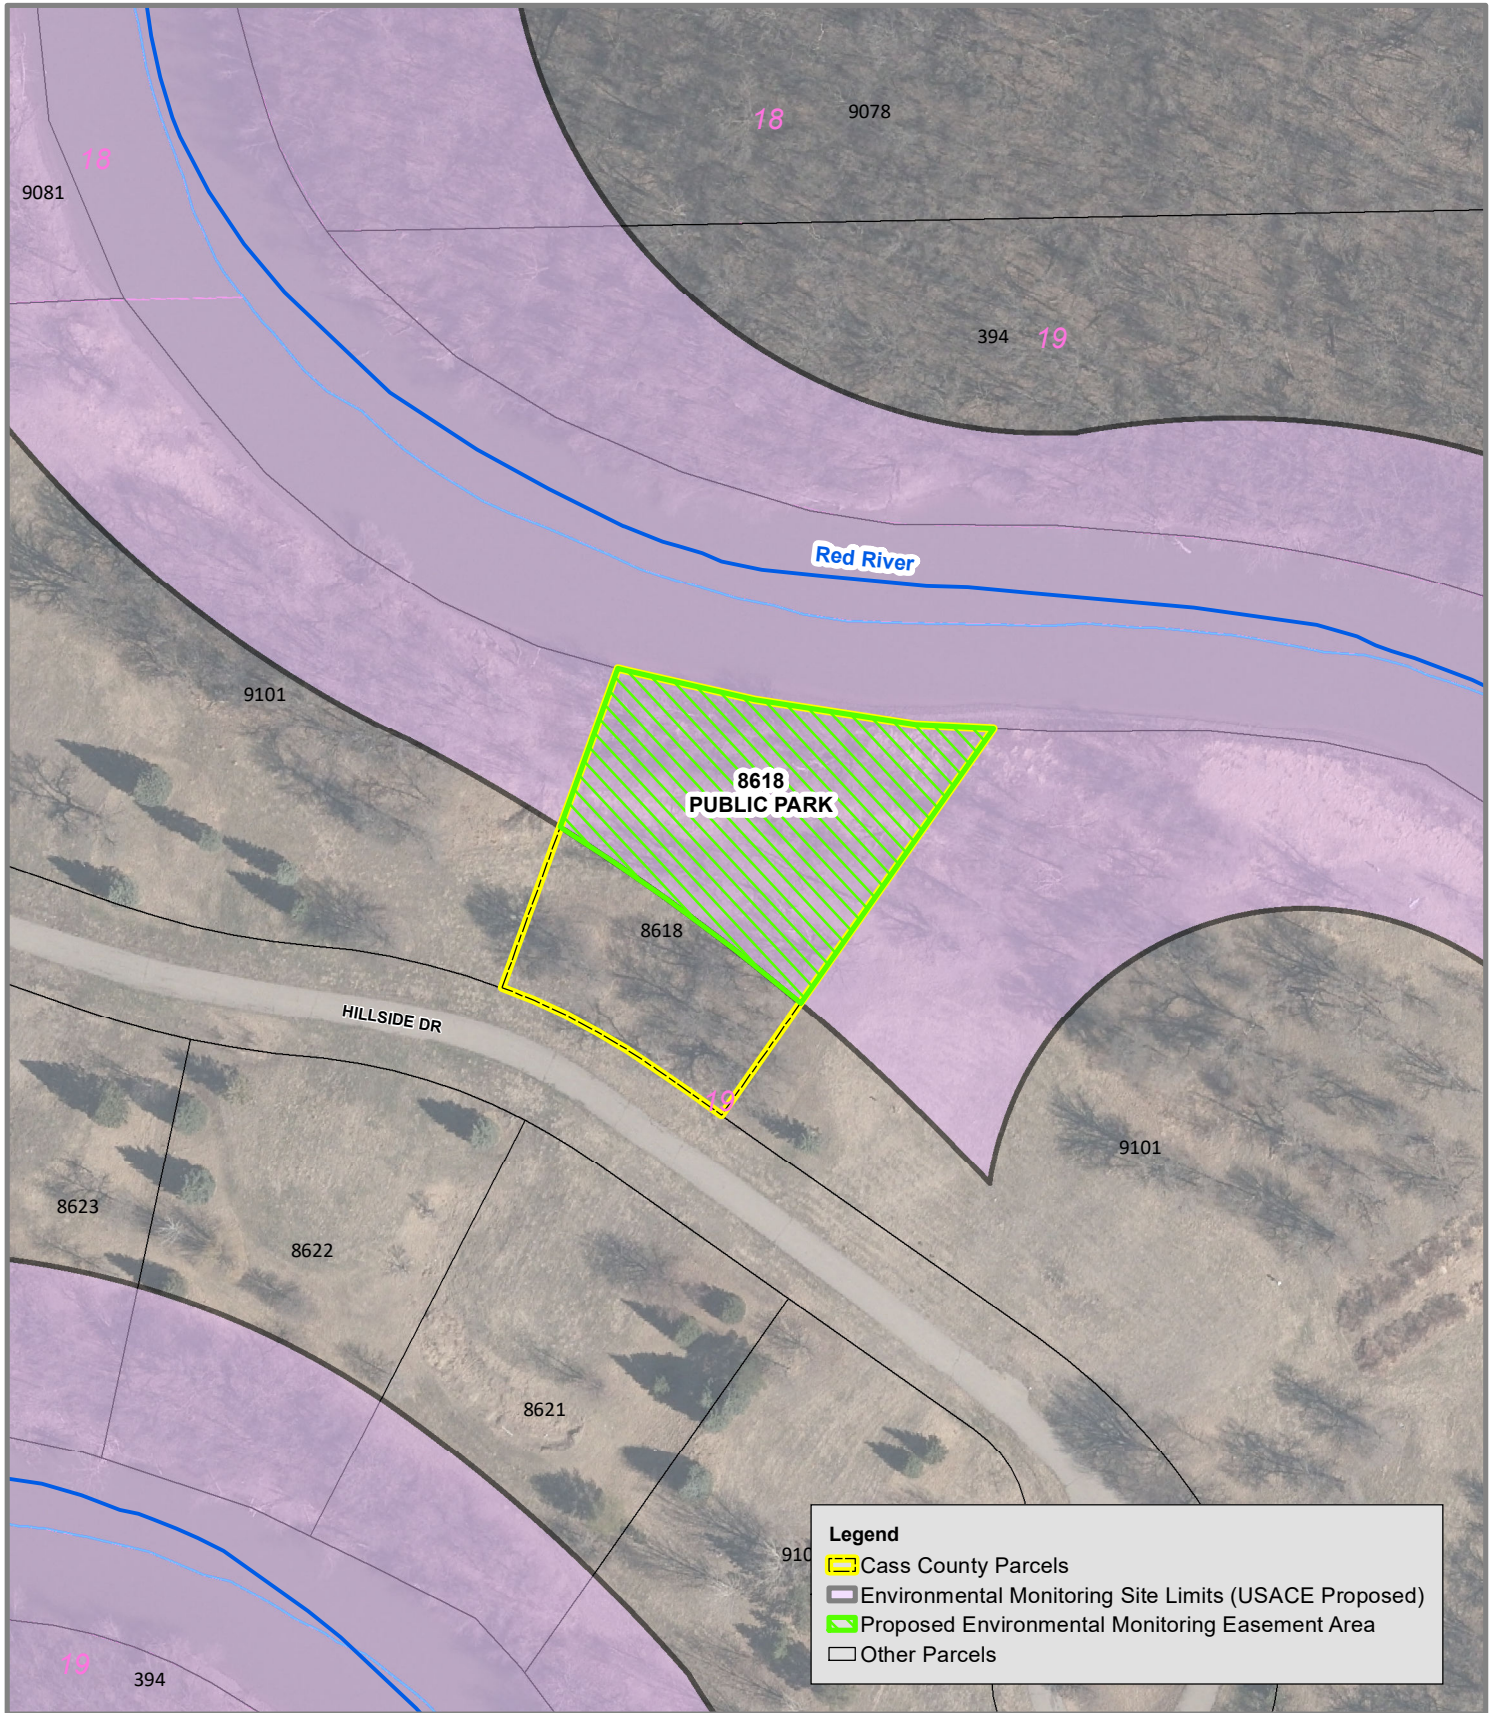 18
9078
18
9081
394
19
Red River
9101
8618
PUBLIC PARK
8618
HILLSIDE DR
19
9101
8623
8622
8621
910
19
394
Legend
Cass County Parcels
Environmental Monitoring Site Limits (USACE Proposed)
Proposed Environmental Monitoring Easement Area
Other Parcels